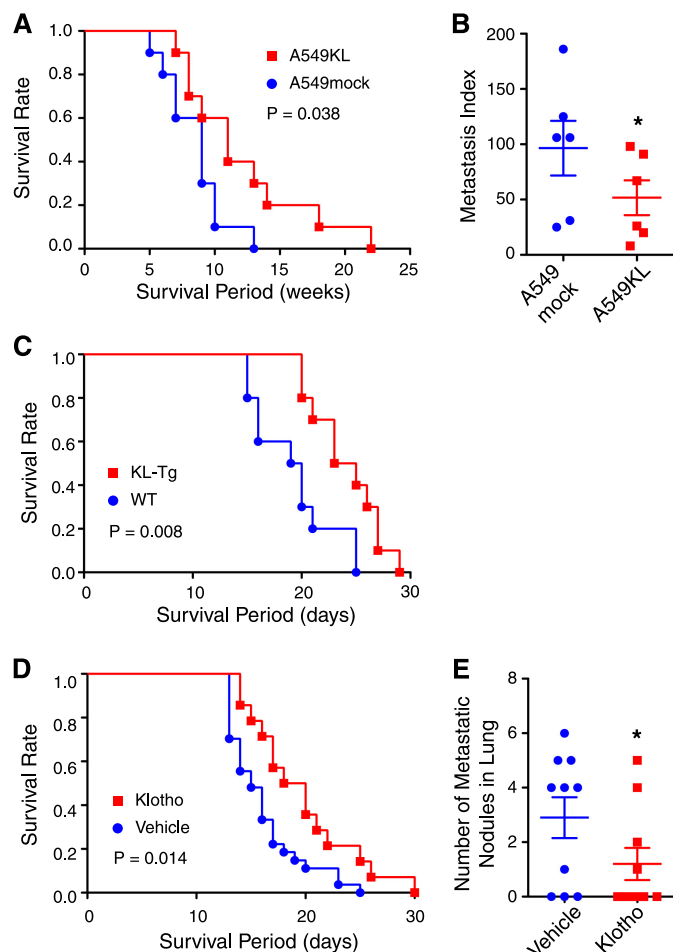 A
Survival Rate
1.0
0.8
0.6
0.4
0.2
0.0
A549KL
A549mock
P = 0.038
0 5 10 15 20 25
Survival Period (weeks)
B
Metastasis Index
200
150
100
50
0
*
A549
mock
A549KL
C
Survival Rate
1.0
0.8
0.6
0.4
0.2
0.0
KL-Tg
WT
P = 0.008
0 10 20 30
Survival Period (days)
D
Survival Rate
1.0
0.8
0.6
0.4
0.2
0.0
Klotho
Vehicle
P = 0.014
0 10 20 30
Survival Period (days)
E
Number of Metastatic
Nodules in Lung
8
6
4
2
0
*
Vehicle
Klotho